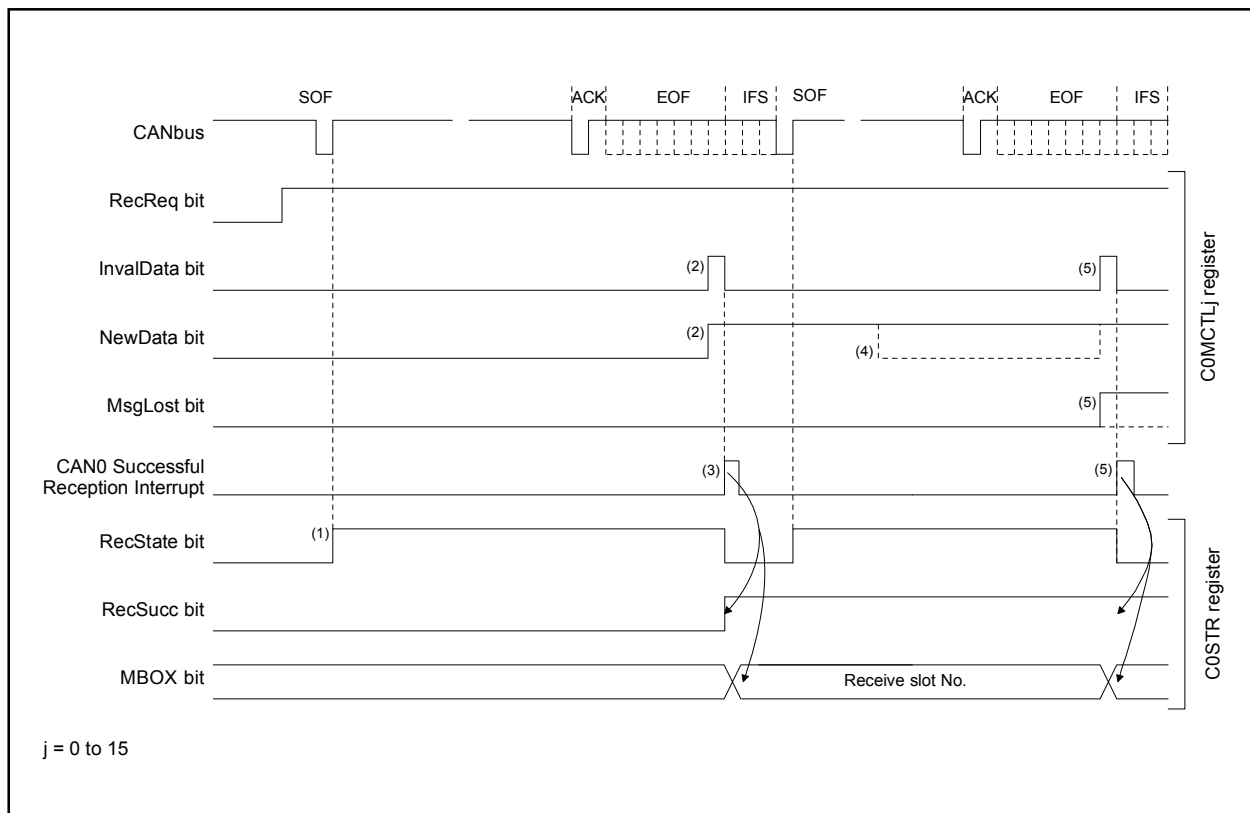 SOF
ACK
EOF
IFS
SOF
ACK
EOF
IFS
CANbus
RecReq bit
InvalData bit
(2)
(5)
NewData bit
(2)
(4)
MsgLost bit
(5)
C0MCTLj register
CAN0 Successful
Reception Interrupt
(3)
(5)
RecState bit
(1)
RecSucc bit
MBOX bit
Receive slot No.
C0STR register
j = 0 to 15